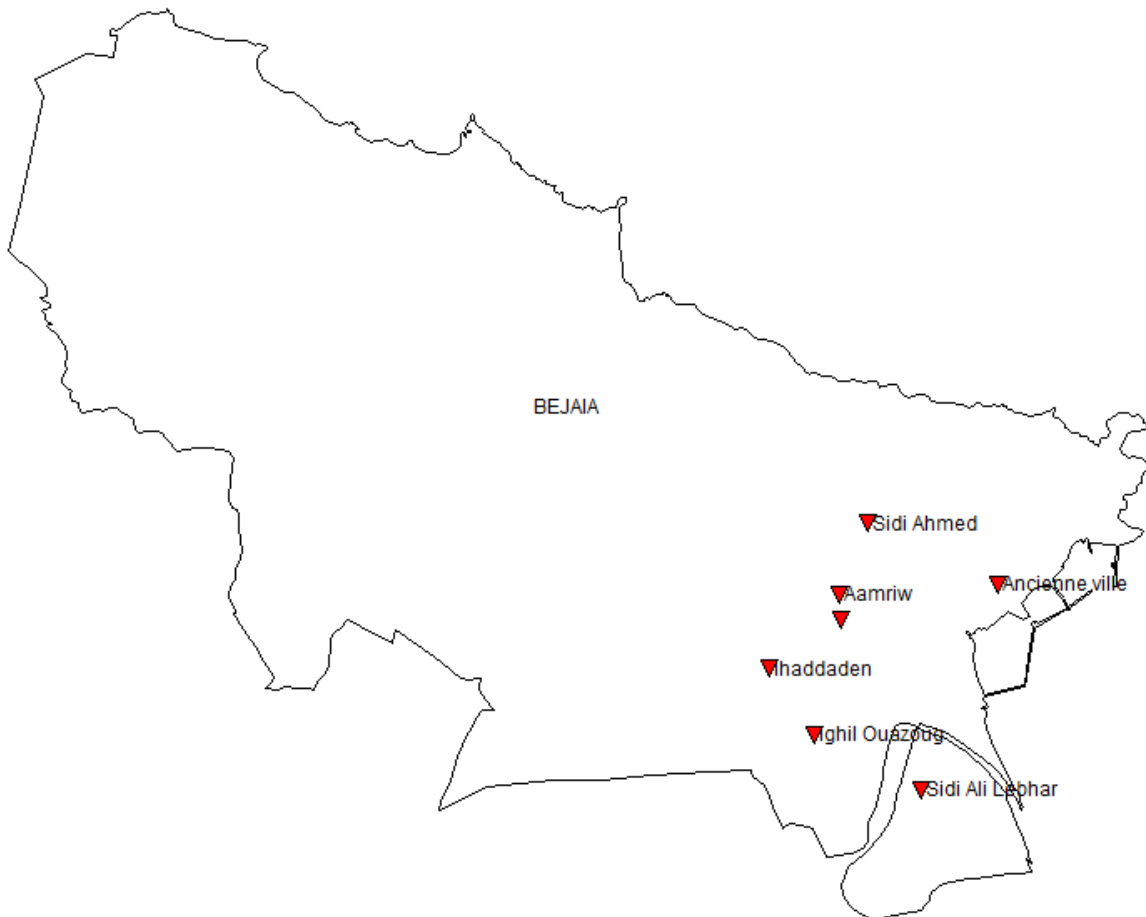 BEJAIA
Sidi Ahmed
Ancienne ville
Aamriw
Ihaddaden
Ighil Ouazoug
Sidi Ali Lebhar